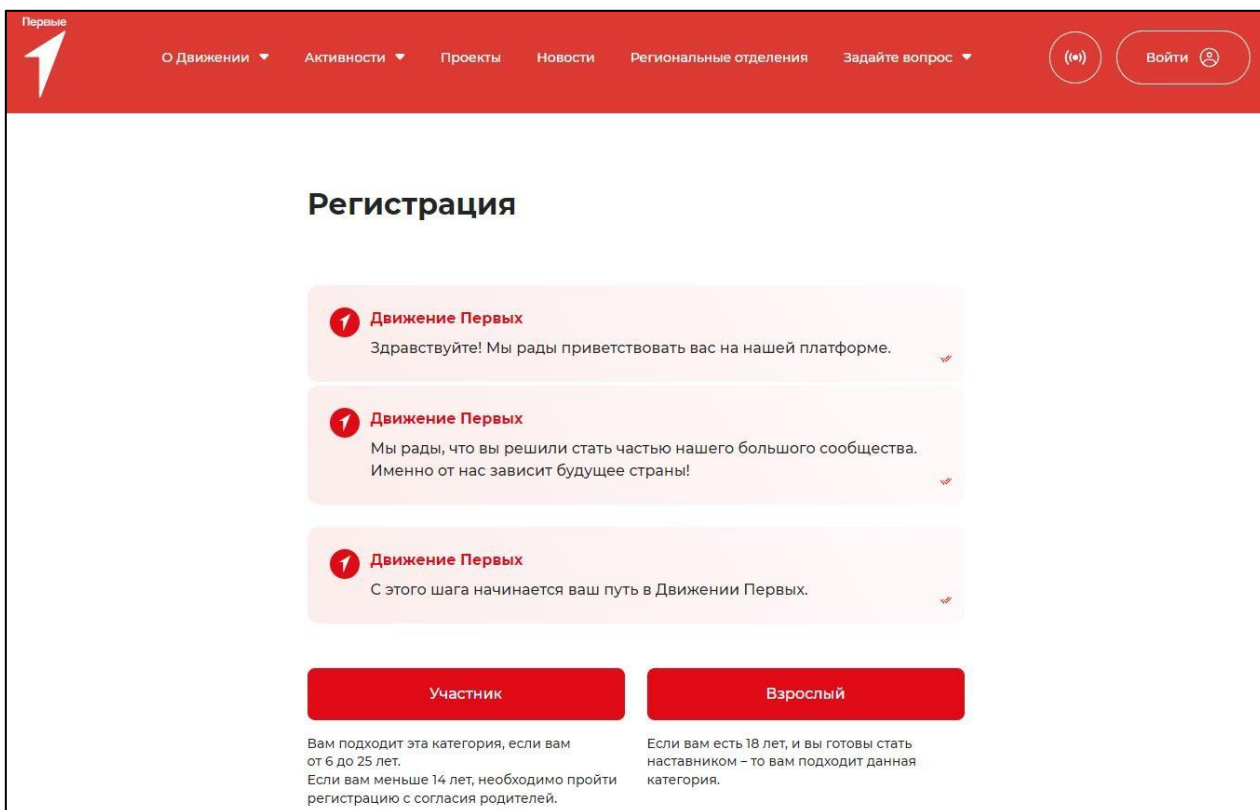 Первые
О Движении
Активности
Проекты
Новости
Региональные отделения
Задайте вопрос
Войти
Регистрация
Движение Первых
Здравствуйте! Мы рады приветствовать вас на нашей платформе.
Движение Первых
Мы рады, что вы решили стать частью нашего большого сообщества.
Именно от нас зависит будущее страны!
Движение Первых
С этого шага начинается ваш путь в Движении Первых.
Участник
Вам подходит эта категория, если вам
от 6 до 25 лет.
Если вам меньше 14 лет, необходимо пройти
регистрацию с согласия родителей.
Взрослый
Если вам есть 18 лет, и вы готовы стать
наставником – то вам подходит данная
категория.